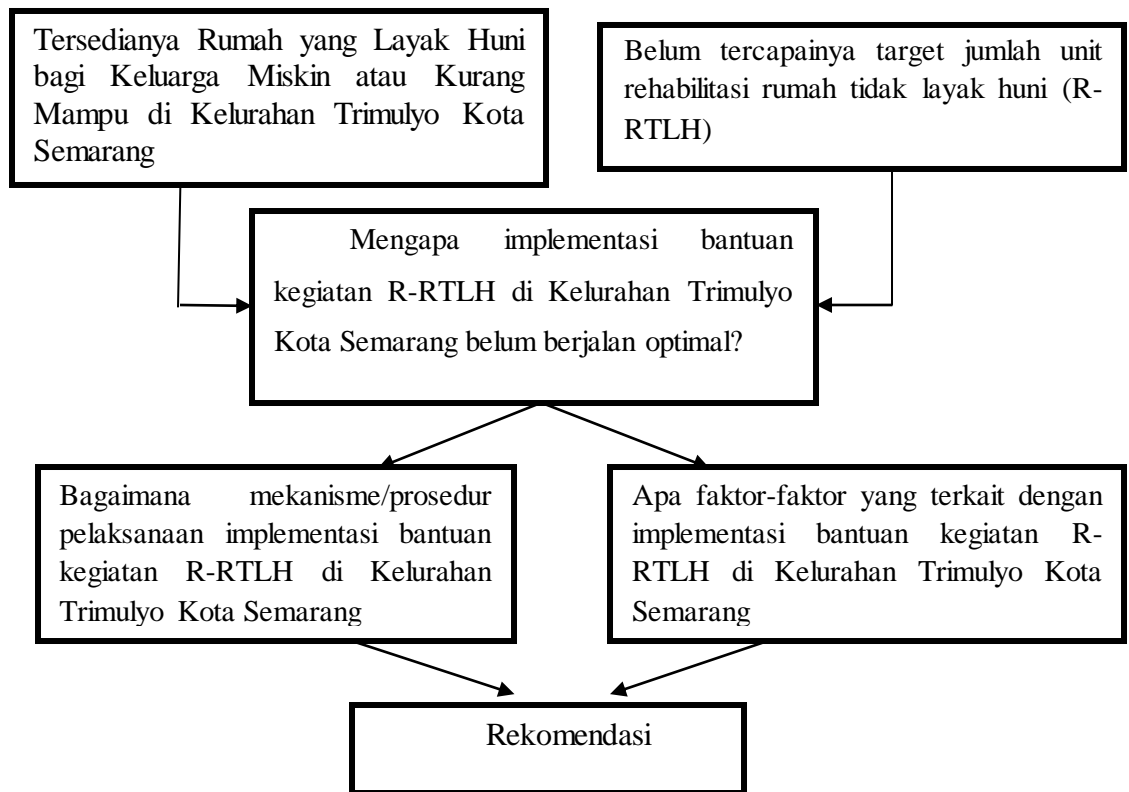 Tersedianya Rumah yang Layak Huni
bagi Keluarga Miskin atau Kurang
Mampu di Kelurahan Trimulyo Kota
Semarang
Belum tercapainya target jumlah unit
rehabilitasi rumah tidak layak huni (R-
RTLH)
Mengapa implementasi bantuan
kegiatan R-RTLH di Kelurahan Trimulyo
Kota Semarang belum berjalan optimal?
Bagaimana mekanisme/prosedur
pelaksanaan implementasi bantuan
kegiatan R-RTLH di Kelurahan
Trimulyo Kota Semarang
Apa faktor-faktor yang terkait dengan
implementasi bantuan kegiatan R-
RTLH di Kelurahan Trimulyo Kota
Semarang
Rekomendasi